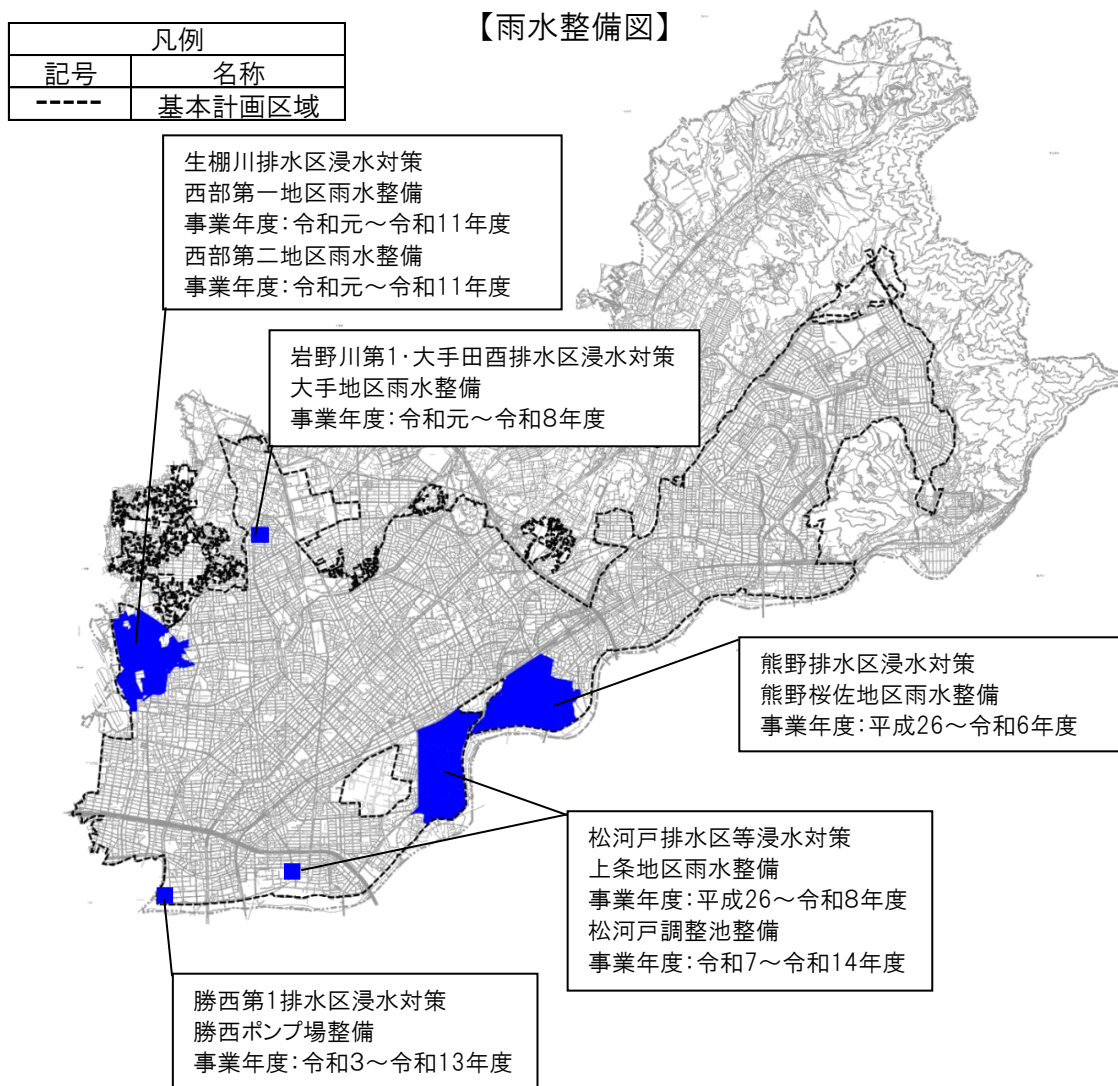 【雨水整備図】
凡例
記号 名称
----- 基本計画区域
生棚川排水区浸水対策
西部第一地区雨水整備
事業年度：令和元～令和11年度
西部第二地区雨水整備
事業年度：令和元～令和11年度
岩野川第1・大手田酉排水区浸水対策
大手地区雨水整備
事業年度：令和元～令和8年度
熊野排水区浸水対策
熊野桜佐地区雨水整備
事業年度：平成26～令和6年度
松河戸排水区等浸水対策
上条地区雨水整備
事業年度：平成26～令和8年度
松河戸調整池整備
事業年度：令和7～令和14年度
勝西第1排水区浸水対策
勝西ポンプ場整備
事業年度：令和3～令和13年度